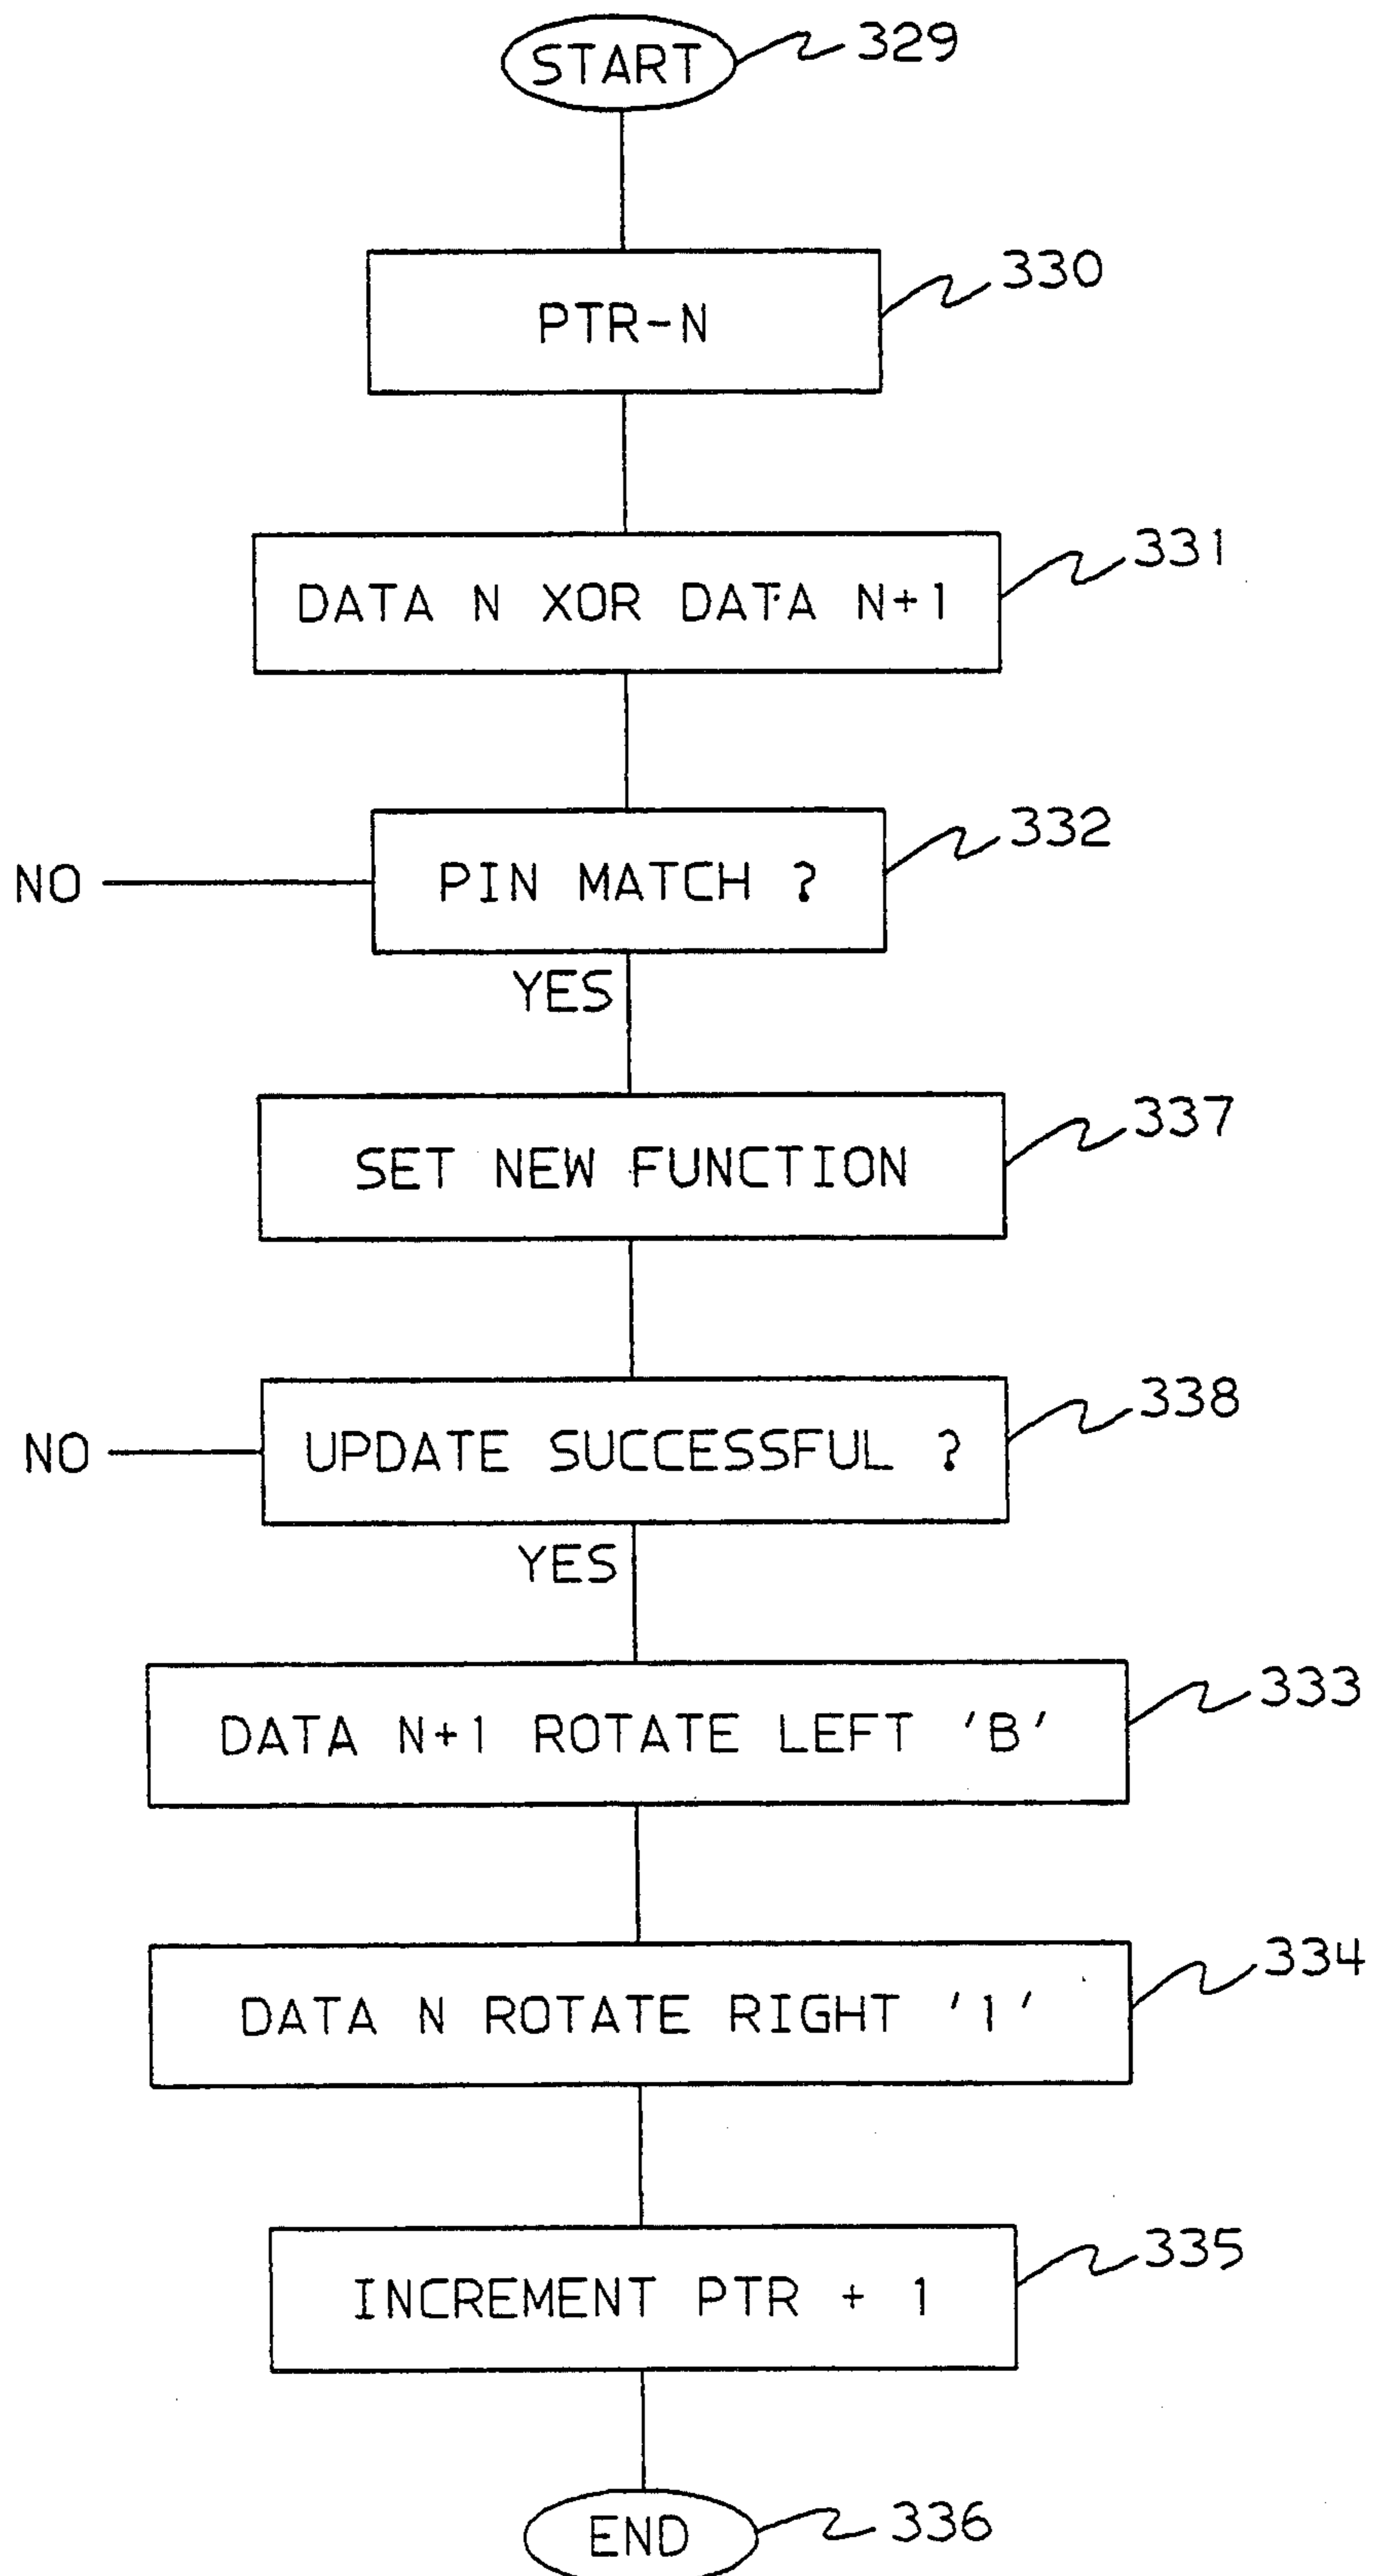 START 329
330
PTR-N
331
DATA N XOR DATA N+1
332
NO PIN MATCH ?
YES
337
SET NEW FUNCTION
338
NO UPDATE SUCCESSFUL ?
YES
333
DATA N+1 ROTATE LEFT 'B'
334
DATA N ROTATE RIGHT '1'
335
INCREMENT PTR + 1
END 336